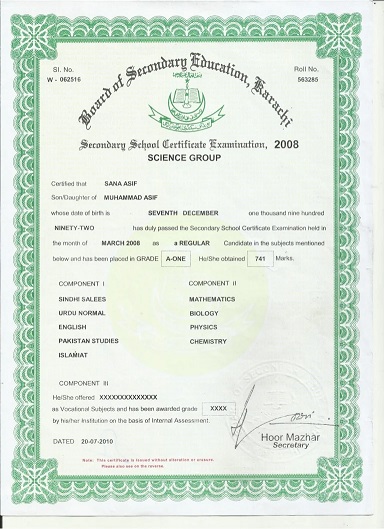 Sl. No.
W - 062516
Roll No.
563285
Board of Secondary Education, Karachi
Secondary School Certificate Examination, 2008
SCIENCE GROUP
Certified that SANA ASIF
Son/Daughter of MUHAMMAD ASIF
whose date of birth is SEVENTH DECEMBER one thousand nine hundred
NINETY-TWO has duly passed the Secondary School Certificate Examination held in
the month of MARCH 2008 as a REGULAR Candidate in the subjects mentioned
below and has been placed in GRADE A-ONE He/She obtained 741 Marks.
COMPONENT I COMPONENT II
SINDHI SALEES MATHEMATICS
URDU NORMAL BIOLOGY
ENGLISH PHYSICS
PAKISTAN STUDIES CHEMISTRY
ISLAMIAT
COMPONENT III
He/She offered XXXXXXXXXXXXXX
as Vocational Subjects and has been awarded grade XXXX
by his/her Institution on the basis of Internal Assessment.
Hoor Mazhar
Secretary
DATED 20-07-2010
Note: This certificate is issued without alteration or erasure.
Please also see on the reverse.